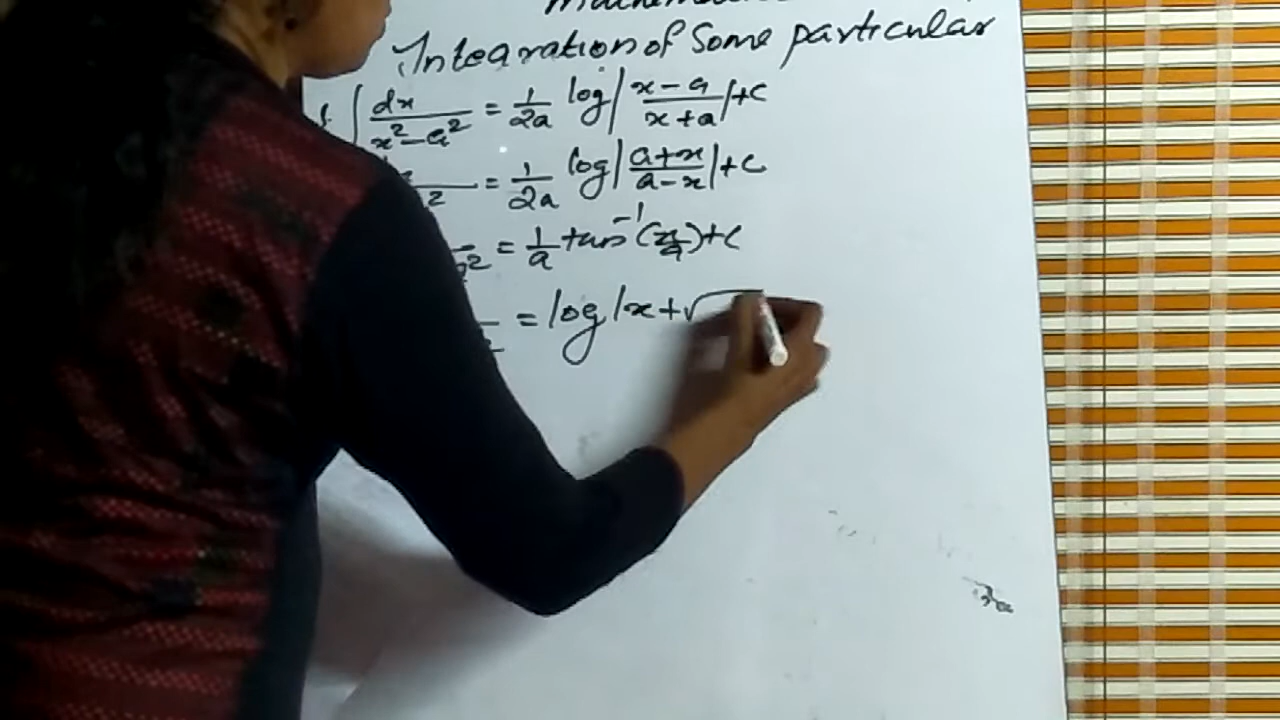 Integration of Some particular
1. ∫ dx / x² - a² = 1/2a log | x - a / x + a | + C
= 1/2a log | a + x / a - x | + C
= 1/a tan⁻¹ (x/a) + C
= log | x + √